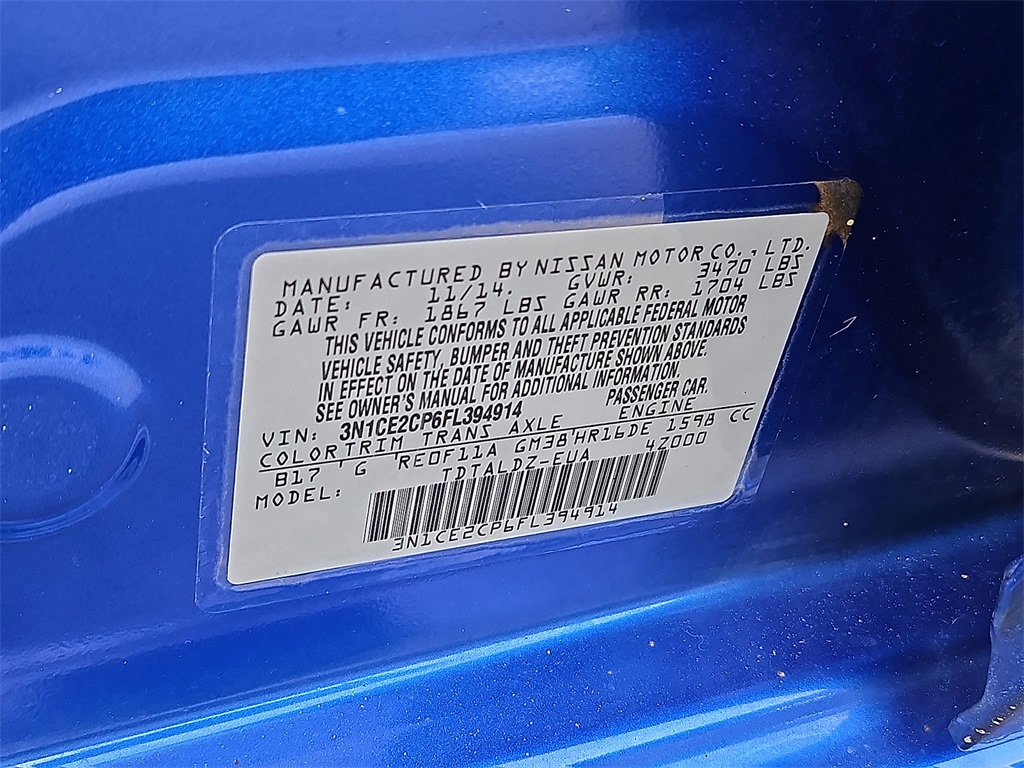 MANUFACTURED BY NISSAN MOTOR CO., LTD.
DATE: 11/14. GVWR: 3470 LBS
GAWR FR: 1867 LBS GAWR RR: 1704 LBS
THIS VEHICLE CONFORMS TO ALL APPLICABLE FEDERAL MOTOR
VEHICLE SAFETY, BUMPER AND THEFT PREVENTION STANDARDS
IN EFFECT ON THE DATE OF MANUFACTURE SHOWN ABOVE.
SEE OWNER'S MANUAL FOR ADDITIONAL INFORMATION.
VIN: 3N1CE2CP6FL394914 PASSENGER CAR.
COLOR TRIM TRANS AXLE ENGINE
B17 'G 'RE0F11A GM38'HR16DE 1598 CC
MODEL: TDTALDZ-EUA 4Z000
3N1CE2CP6FL394914